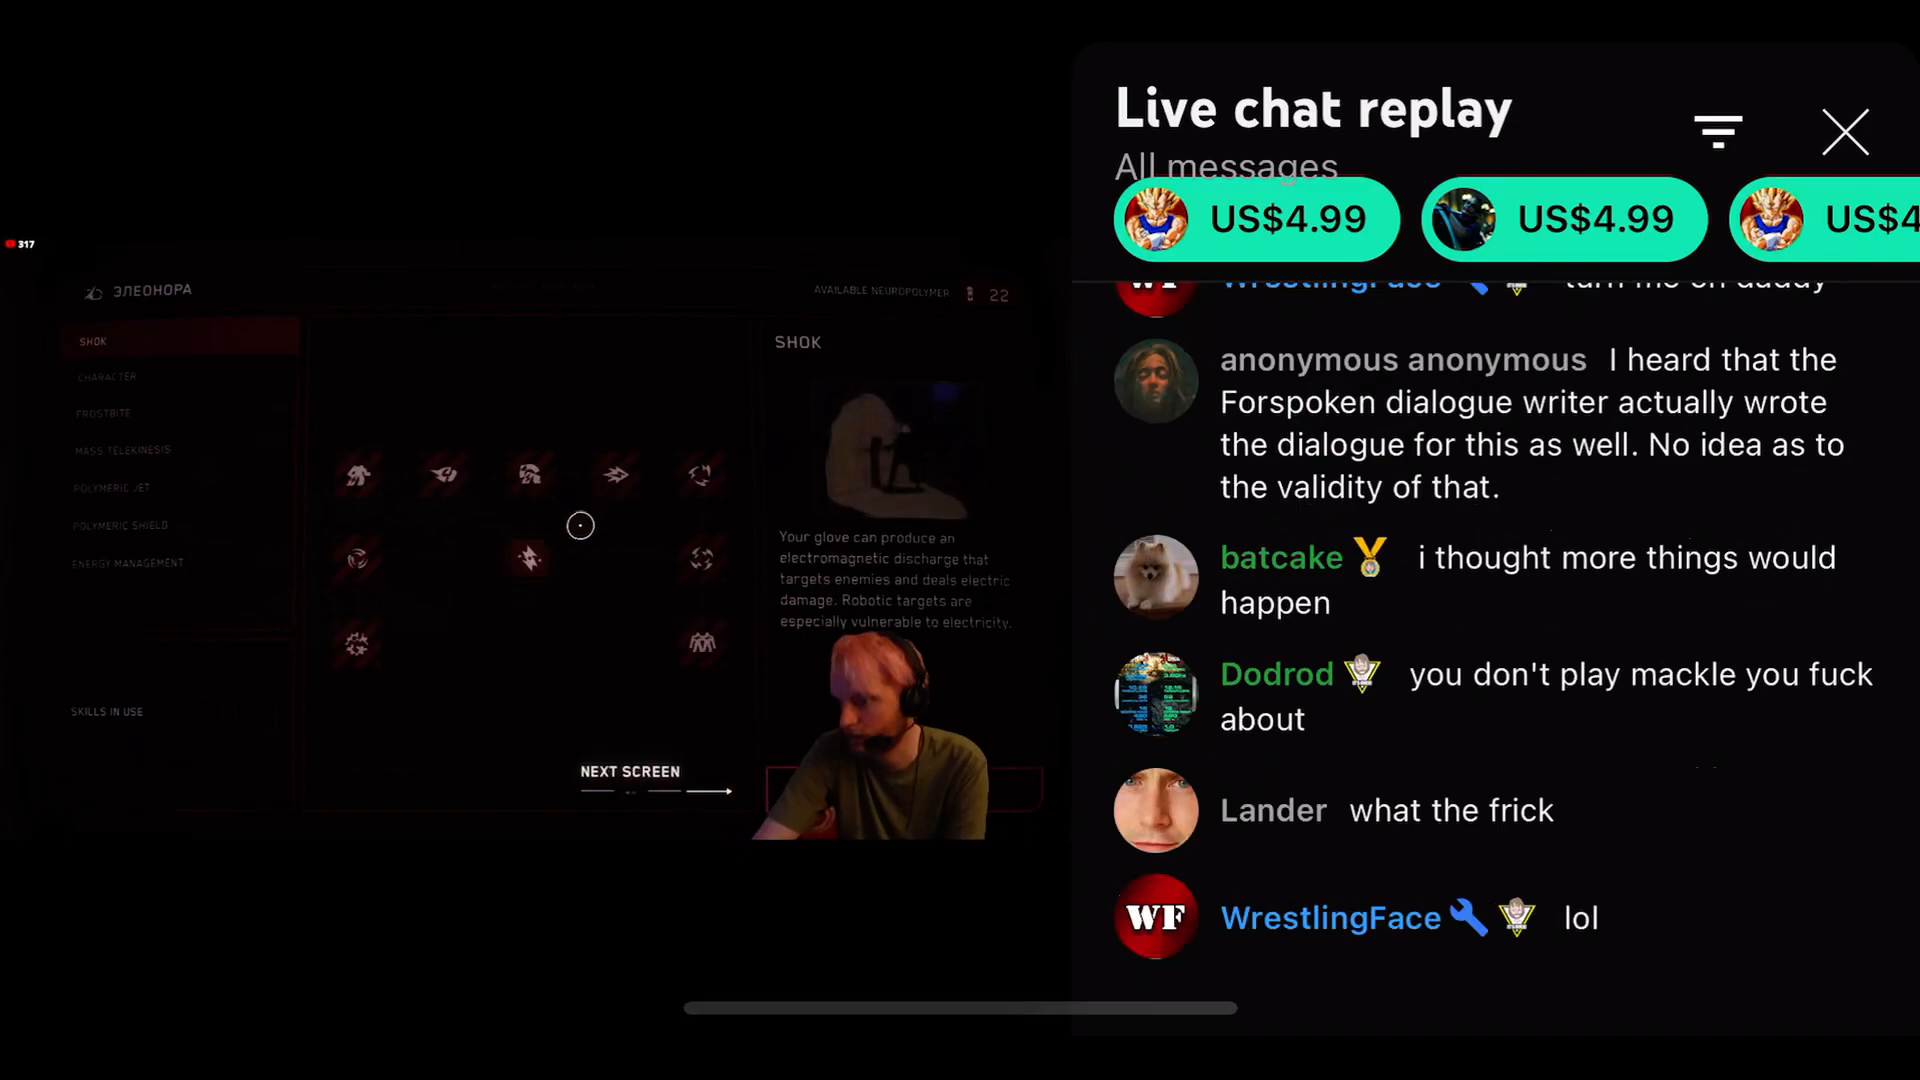 317
ЭЛЕОНОРА
AVAILABLE NEUROPOLYMER 22
SHOK
CHARACTER
FROSTBITE
MASS TELEKINESIS
POLYMERIC JET
POLYMERIC SHIELD
ENERGY MANAGEMENT
SKILLS IN USE
NEXT SCREEN
SHOK
Your glove can produce an
electromagnetic discharge that
targets enemies and deals electric
damage. Robotic targets are
especially vulnerable to electricity.
Live chat replay
All messages
US$4.99
US$4.99
US$4
WF WrestlingFace turn me on daddy
anonymous anonymous I heard that the
Forspoken dialogue writer actually wrote
the dialogue for this as well. No idea as to
the validity of that.
batcake i thought more things would
happen
Dodrod you don't play mackle you fuck
about
Lander what the frick
WF WrestlingFace lol